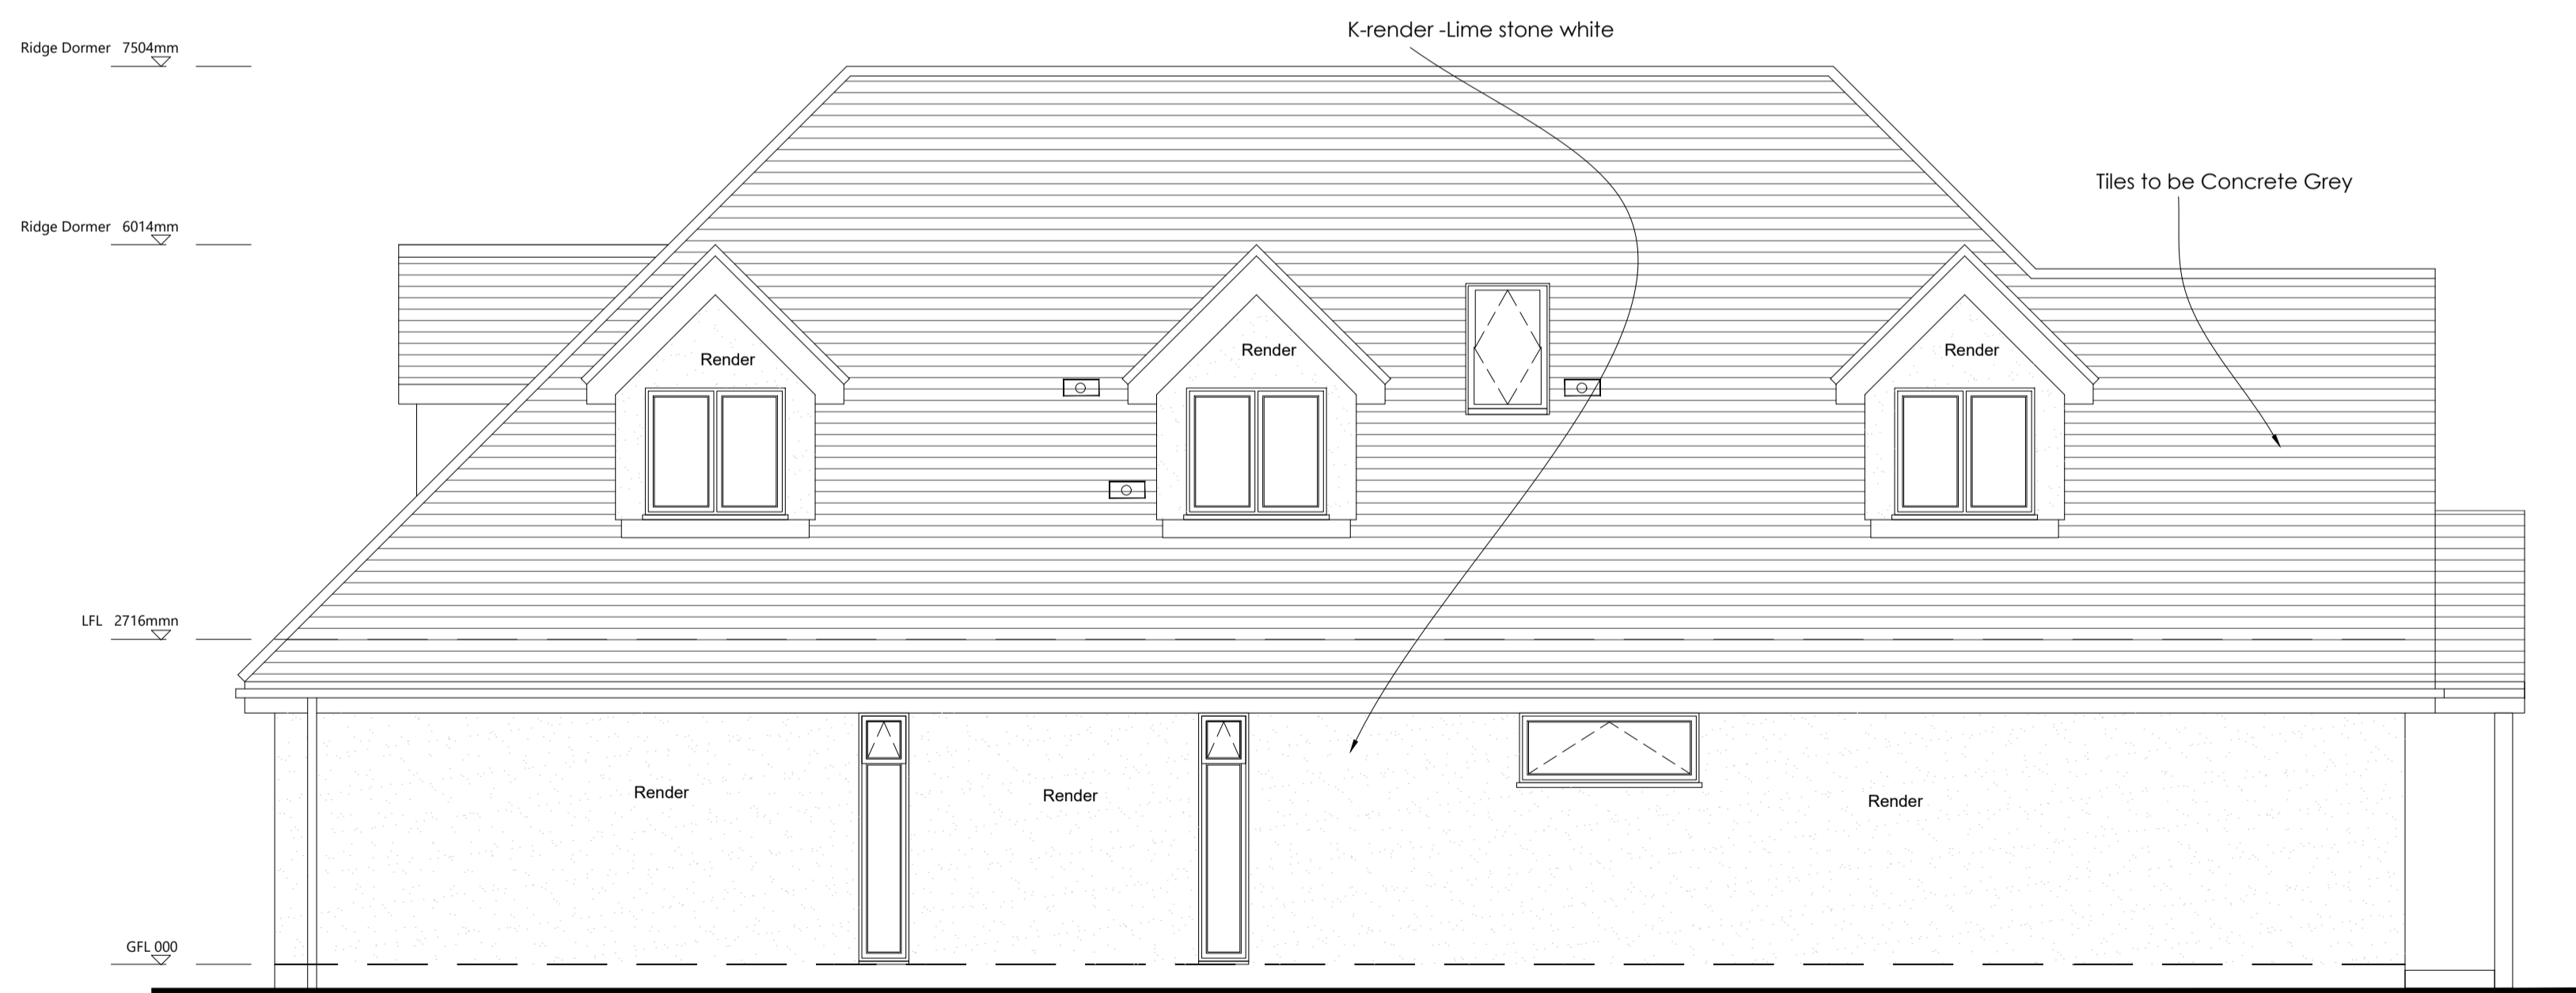 K-render -Lime stone white
Ridge Dormer 7504mm
Tiles to be Concrete Grey
Ridge Dormer 6014mm
Render
Render
Render
LFL 2716mmn
Render
Render
Render
GFL 000